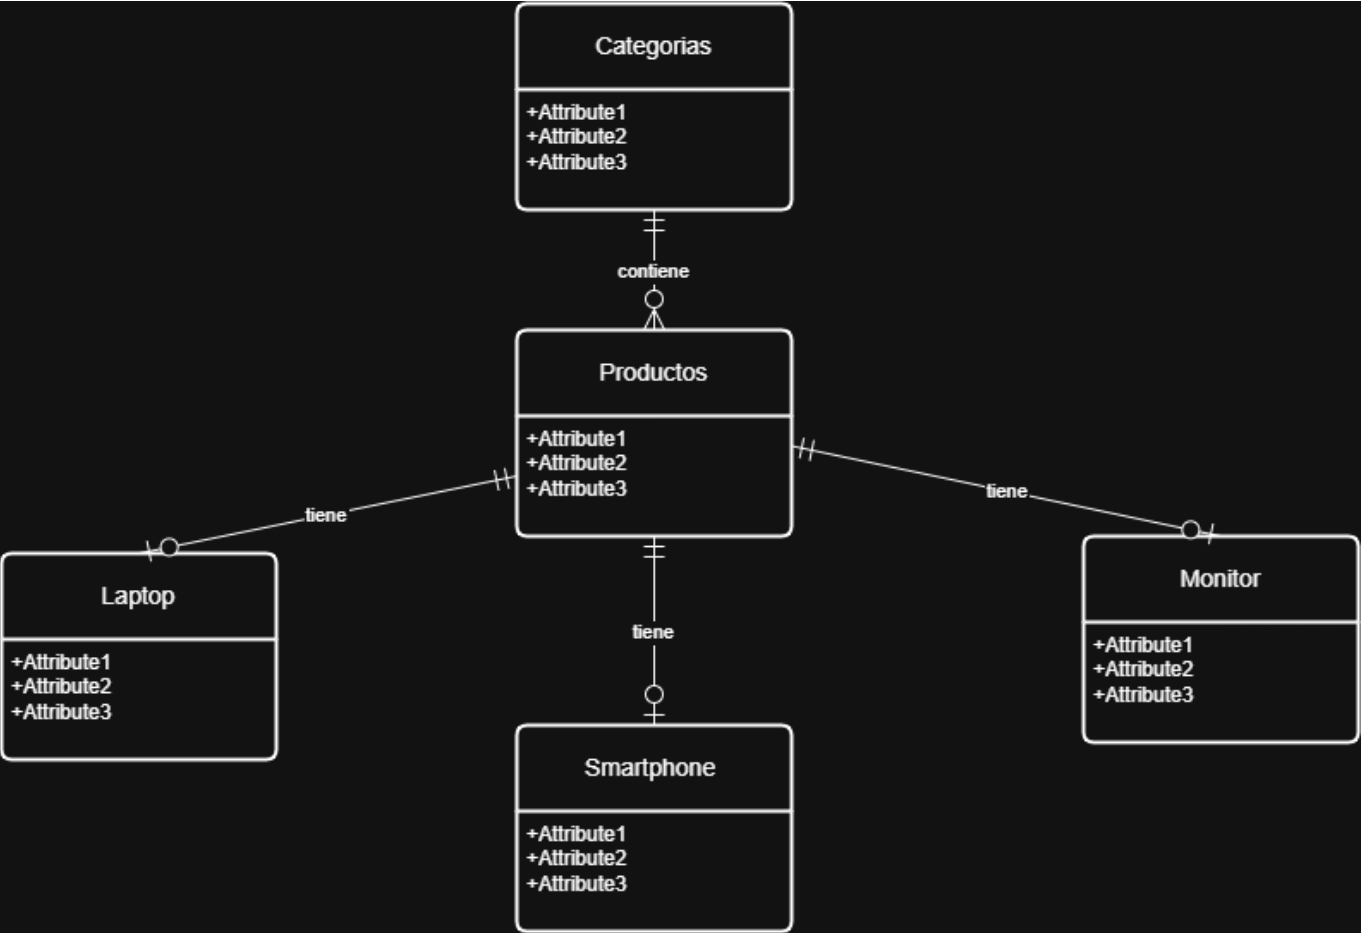 Categorias
+Attribute1
+Attribute2
+Attribute3
contiene
Productos
+Attribute1
+Attribute2
+Attribute3
tiene
tiene
tiene
Laptop
+Attribute1
+Attribute2
+Attribute3
Monitor
+Attribute1
+Attribute2
+Attribute3
Smartphone
+Attribute1
+Attribute2
+Attribute3